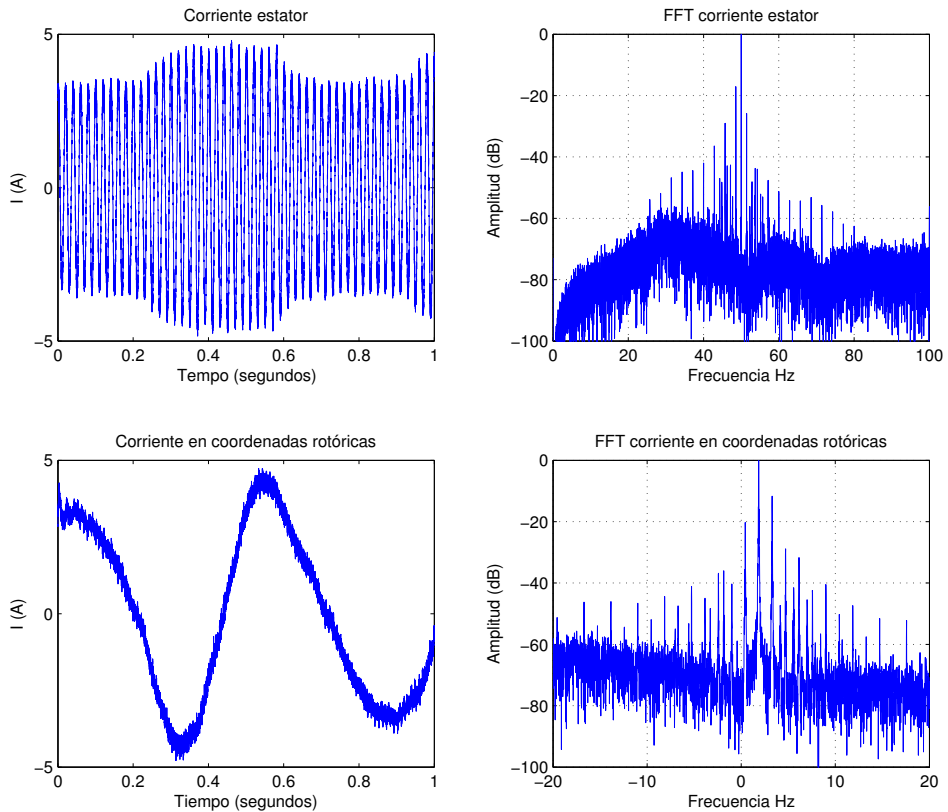 Corriente estator
5
0
−5
I (A)
0 0.2 0.4 0.6 0.8 1
Tempo (segundos)
FFT corriente estator
0
−20
−40
−60
−80
−100
Amplitud (dB)
0 20 40 60 80 100
Frecuencia Hz
Corriente en coordenadas rotóricas
5
0
−5
I (A)
0 0.2 0.4 0.6 0.8 1
Tiempo (segundos)
FFT corriente en coordenadas rotóricas
0
−20
−40
−60
−80
−100
Amplitud (dB)
−20 −10 0 10 20
Frecuencia Hz